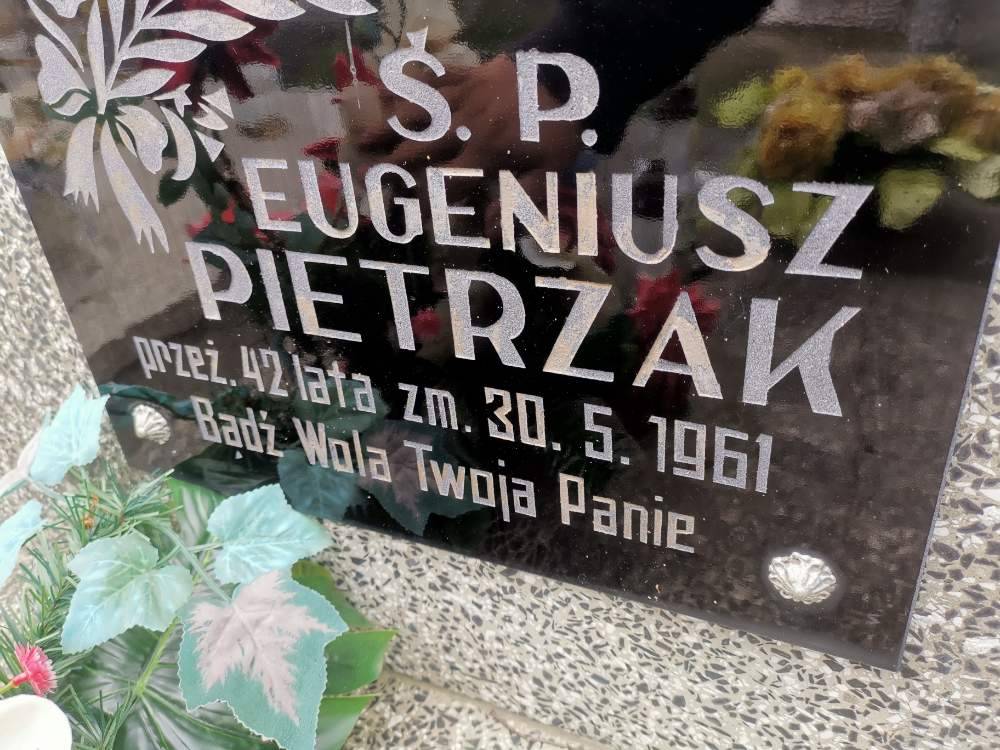 Ś. P.
EUGENIUSZ
PIETRZAK
przeż. 42 lata zm. 30. 5. 1961
Bądź Wola Twoja Panie